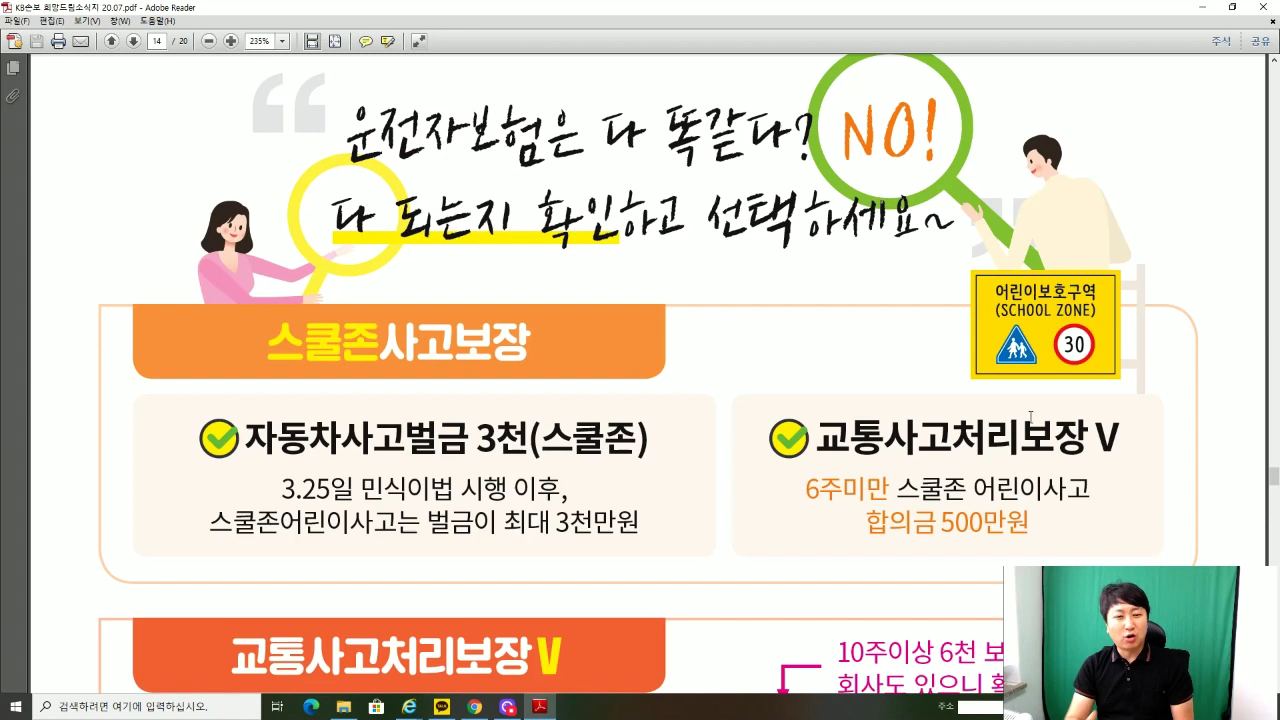 KB손보 희망드림소식지 20.07.pdf - Adobe Reader
파일(F) 편집(E) 보기(V) 창(W) 도움말(H)
14 / 20 235% 주석 공유
운전자보험은 다 똑같다? NO!
다 되는지 확인하고 선택하세요~
어린이보호구역
(SCHOOL ZONE)
30
스쿨존사고보장
자동차사고벌금 3천(스쿨존)
3.25일 민식이법 시행 이후,
스쿨존어린이사고는 벌금이 최대 3천만원
교통사고처리보장 V
6주미만 스쿨존 어린이사고
합의금 500만원
교통사고처리보장 V
10주이상 6천 보
회사도 있으니
검색하려면 여기에 입력하십시오.
TALK
주소